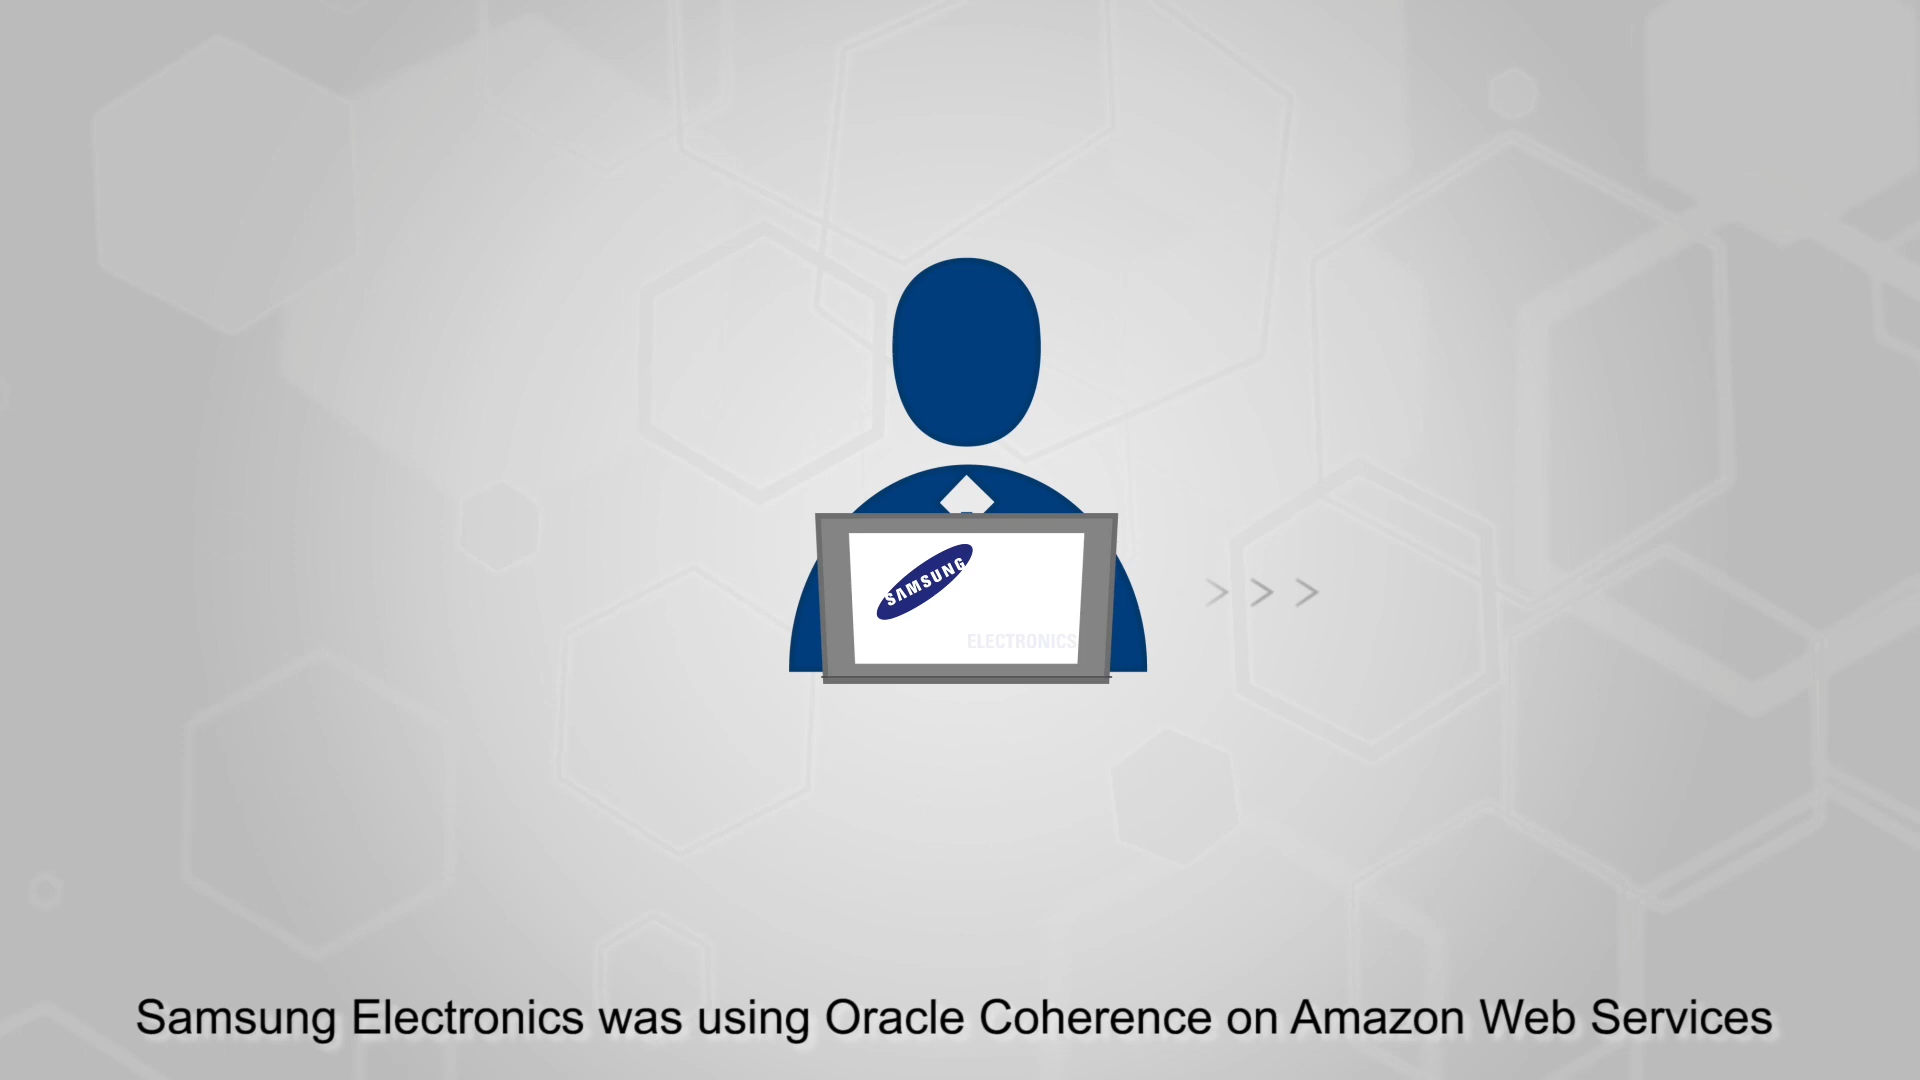 SAMSUNG
ELECTRONICS
> > >
Samsung Electronics was using Oracle Coherence on Amazon Web Services